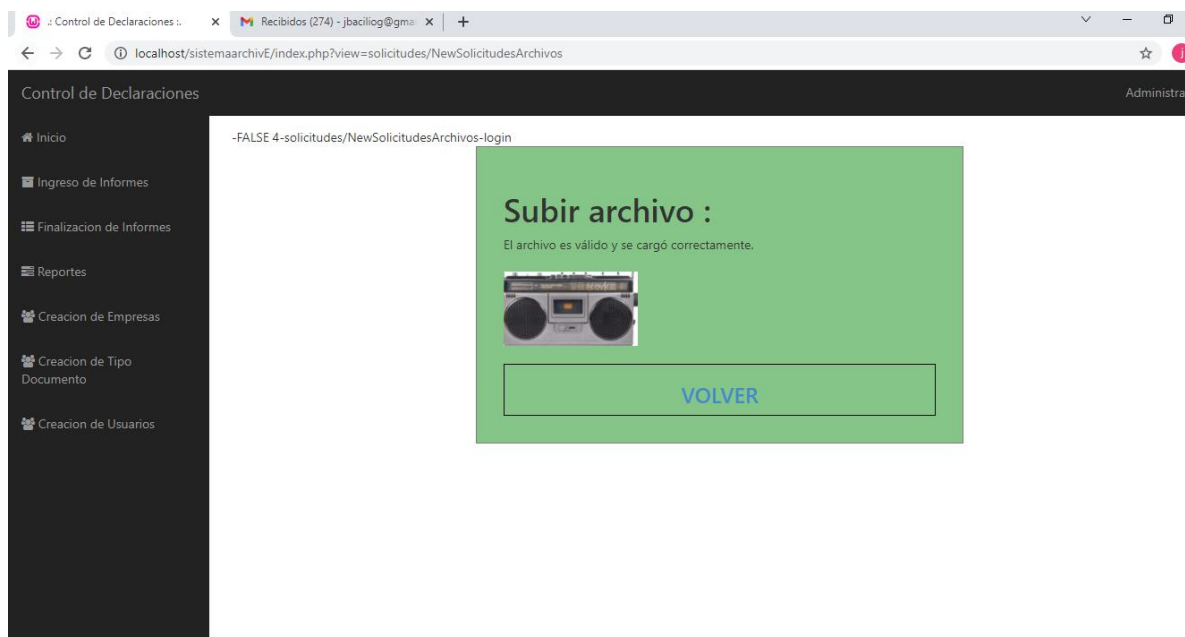 .: Control de Declaraciones :.
Recibidos (274) - jbaciliog@gmai
localhost/sistemaarchivE/index.php?view=solicitudes/NewSolicitudesArchivos
j
Control de Declaraciones
Administra
Inicio
Ingreso de Informes
Finalizacion de Informes
Reportes
Creacion de Empresas
Creacion de Tipo
Documento
Creacion de Usuarios
-FALSE 4-solicitudes/NewSolicitudesArchivos-login
Subir archivo :
El archivo es válido y se cargó correctamente.
VOLVER